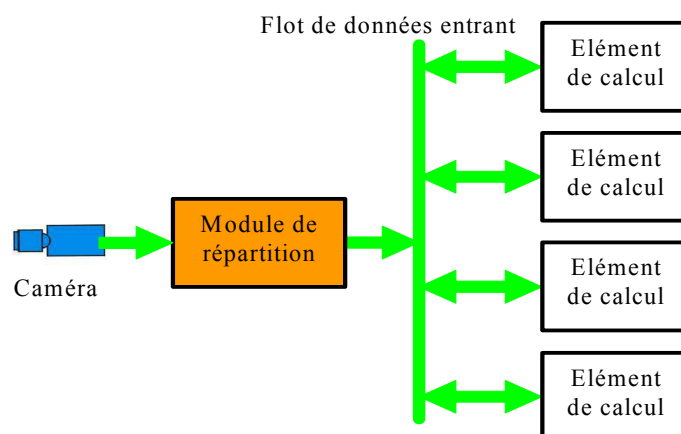 Flot de données entrant
Elément
de calcul
Elément
de calcul
Module de
répartition
Caméra
Elément
de calcul
Elément
de calcul